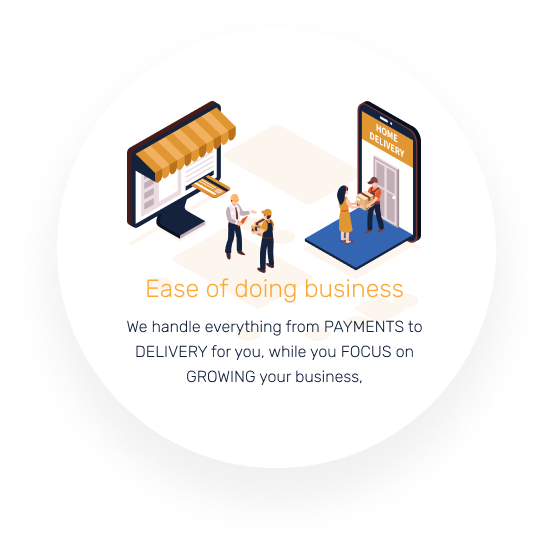 HOME
DELIVERY
Ease of doing business
We handle everything from PAYMENTS to
DELIVERY for you, while you FOCUS on
GROWING your business,